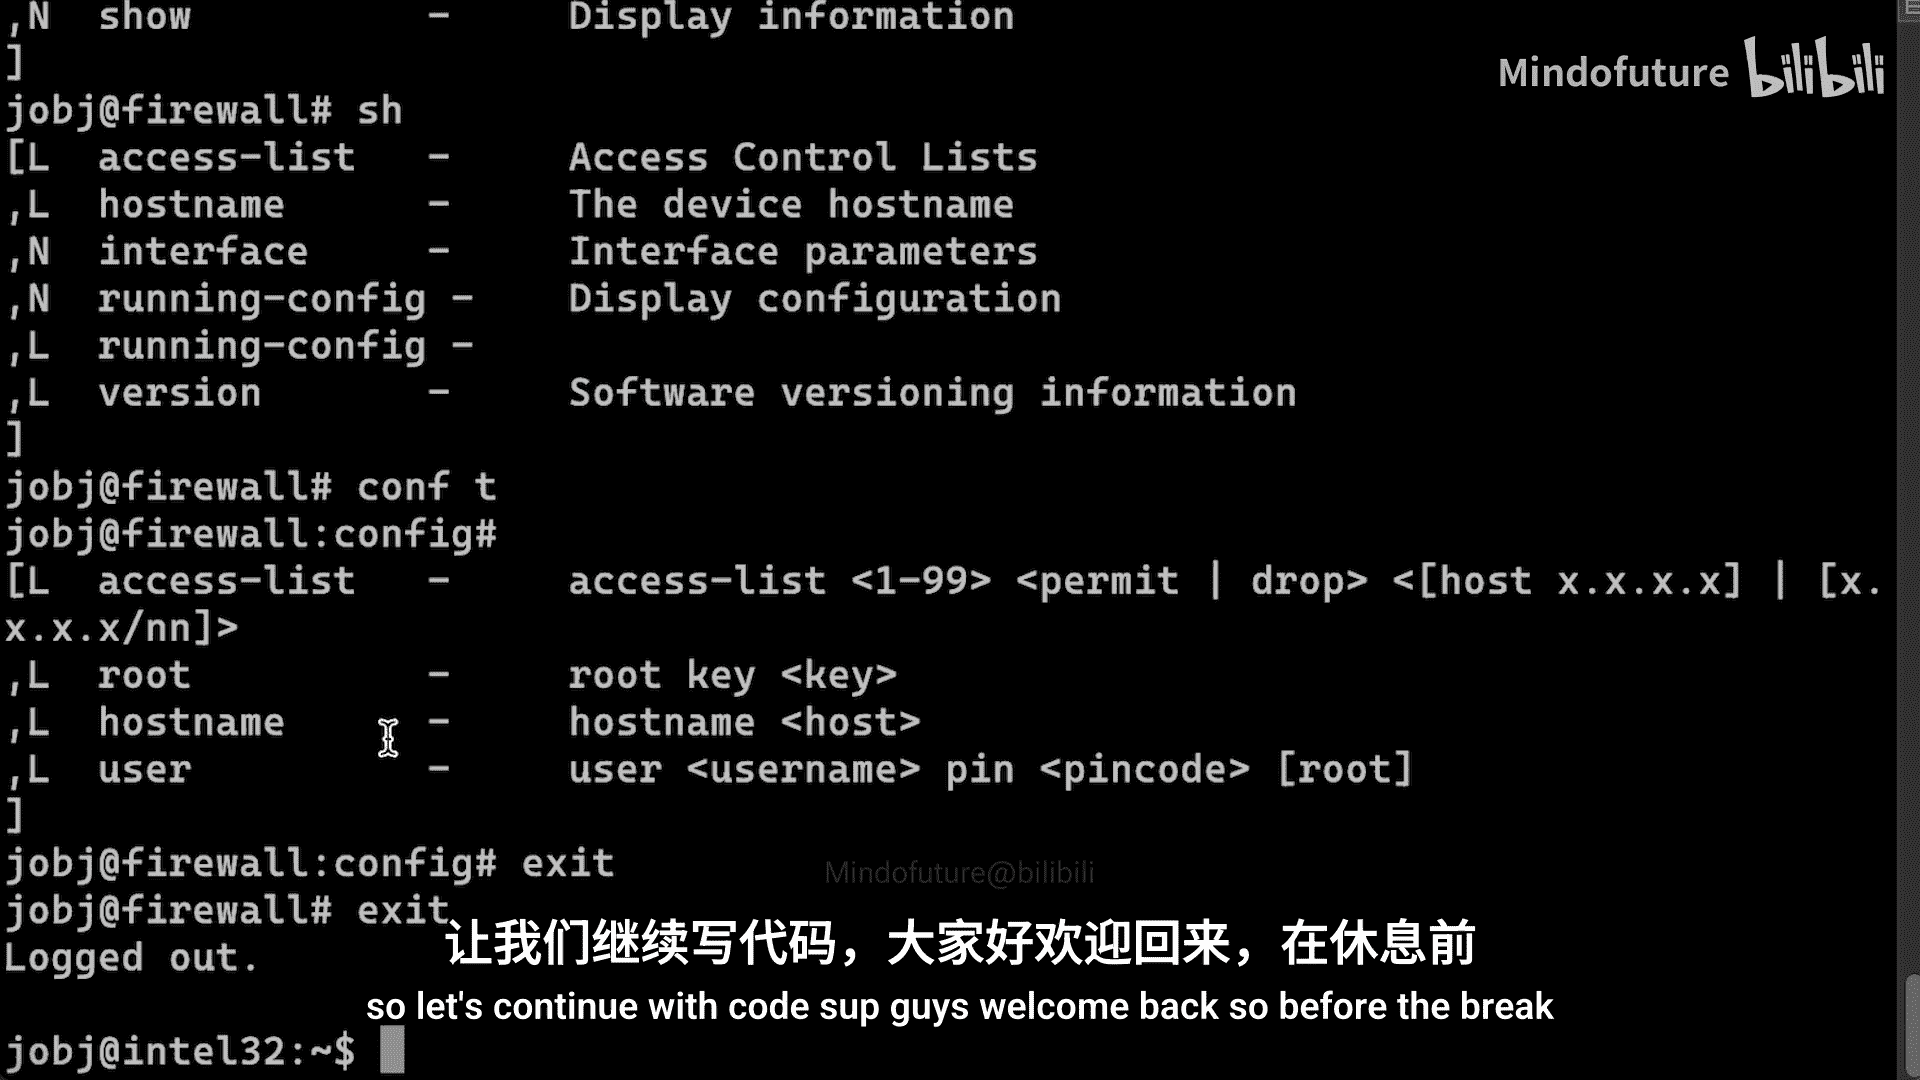 ,N  show           -     Display information
]
Mindofuture bilibili
jobj@firewall# sh
[L  access-list   -     Access Control Lists
,L  hostname      -     The device hostname
,N  interface     -     Interface parameters
,N  running-config -    Display configuration
,L  running-config -
,L  version       -     Software versioning information
]
jobj@firewall# conf t
jobj@firewall:config#
[L  access-list   -     access-list <1-99> <permit | drop> <[host x.x.x.x] | [x.
x.x.x/nn]>
,L  root          -     root key <key>
,L  hostname      -     hostname <host>
,L  user          -     user <username> pin <pincode> [root]
]
jobj@firewall:config# exit
Mindofuture@bilibili
jobj@firewall# exit
让我们继续写代码，大家好欢迎回来，在休息前
Logged out.
so let's continue with code sup guys welcome back so before the break
jobj@intel32:~$